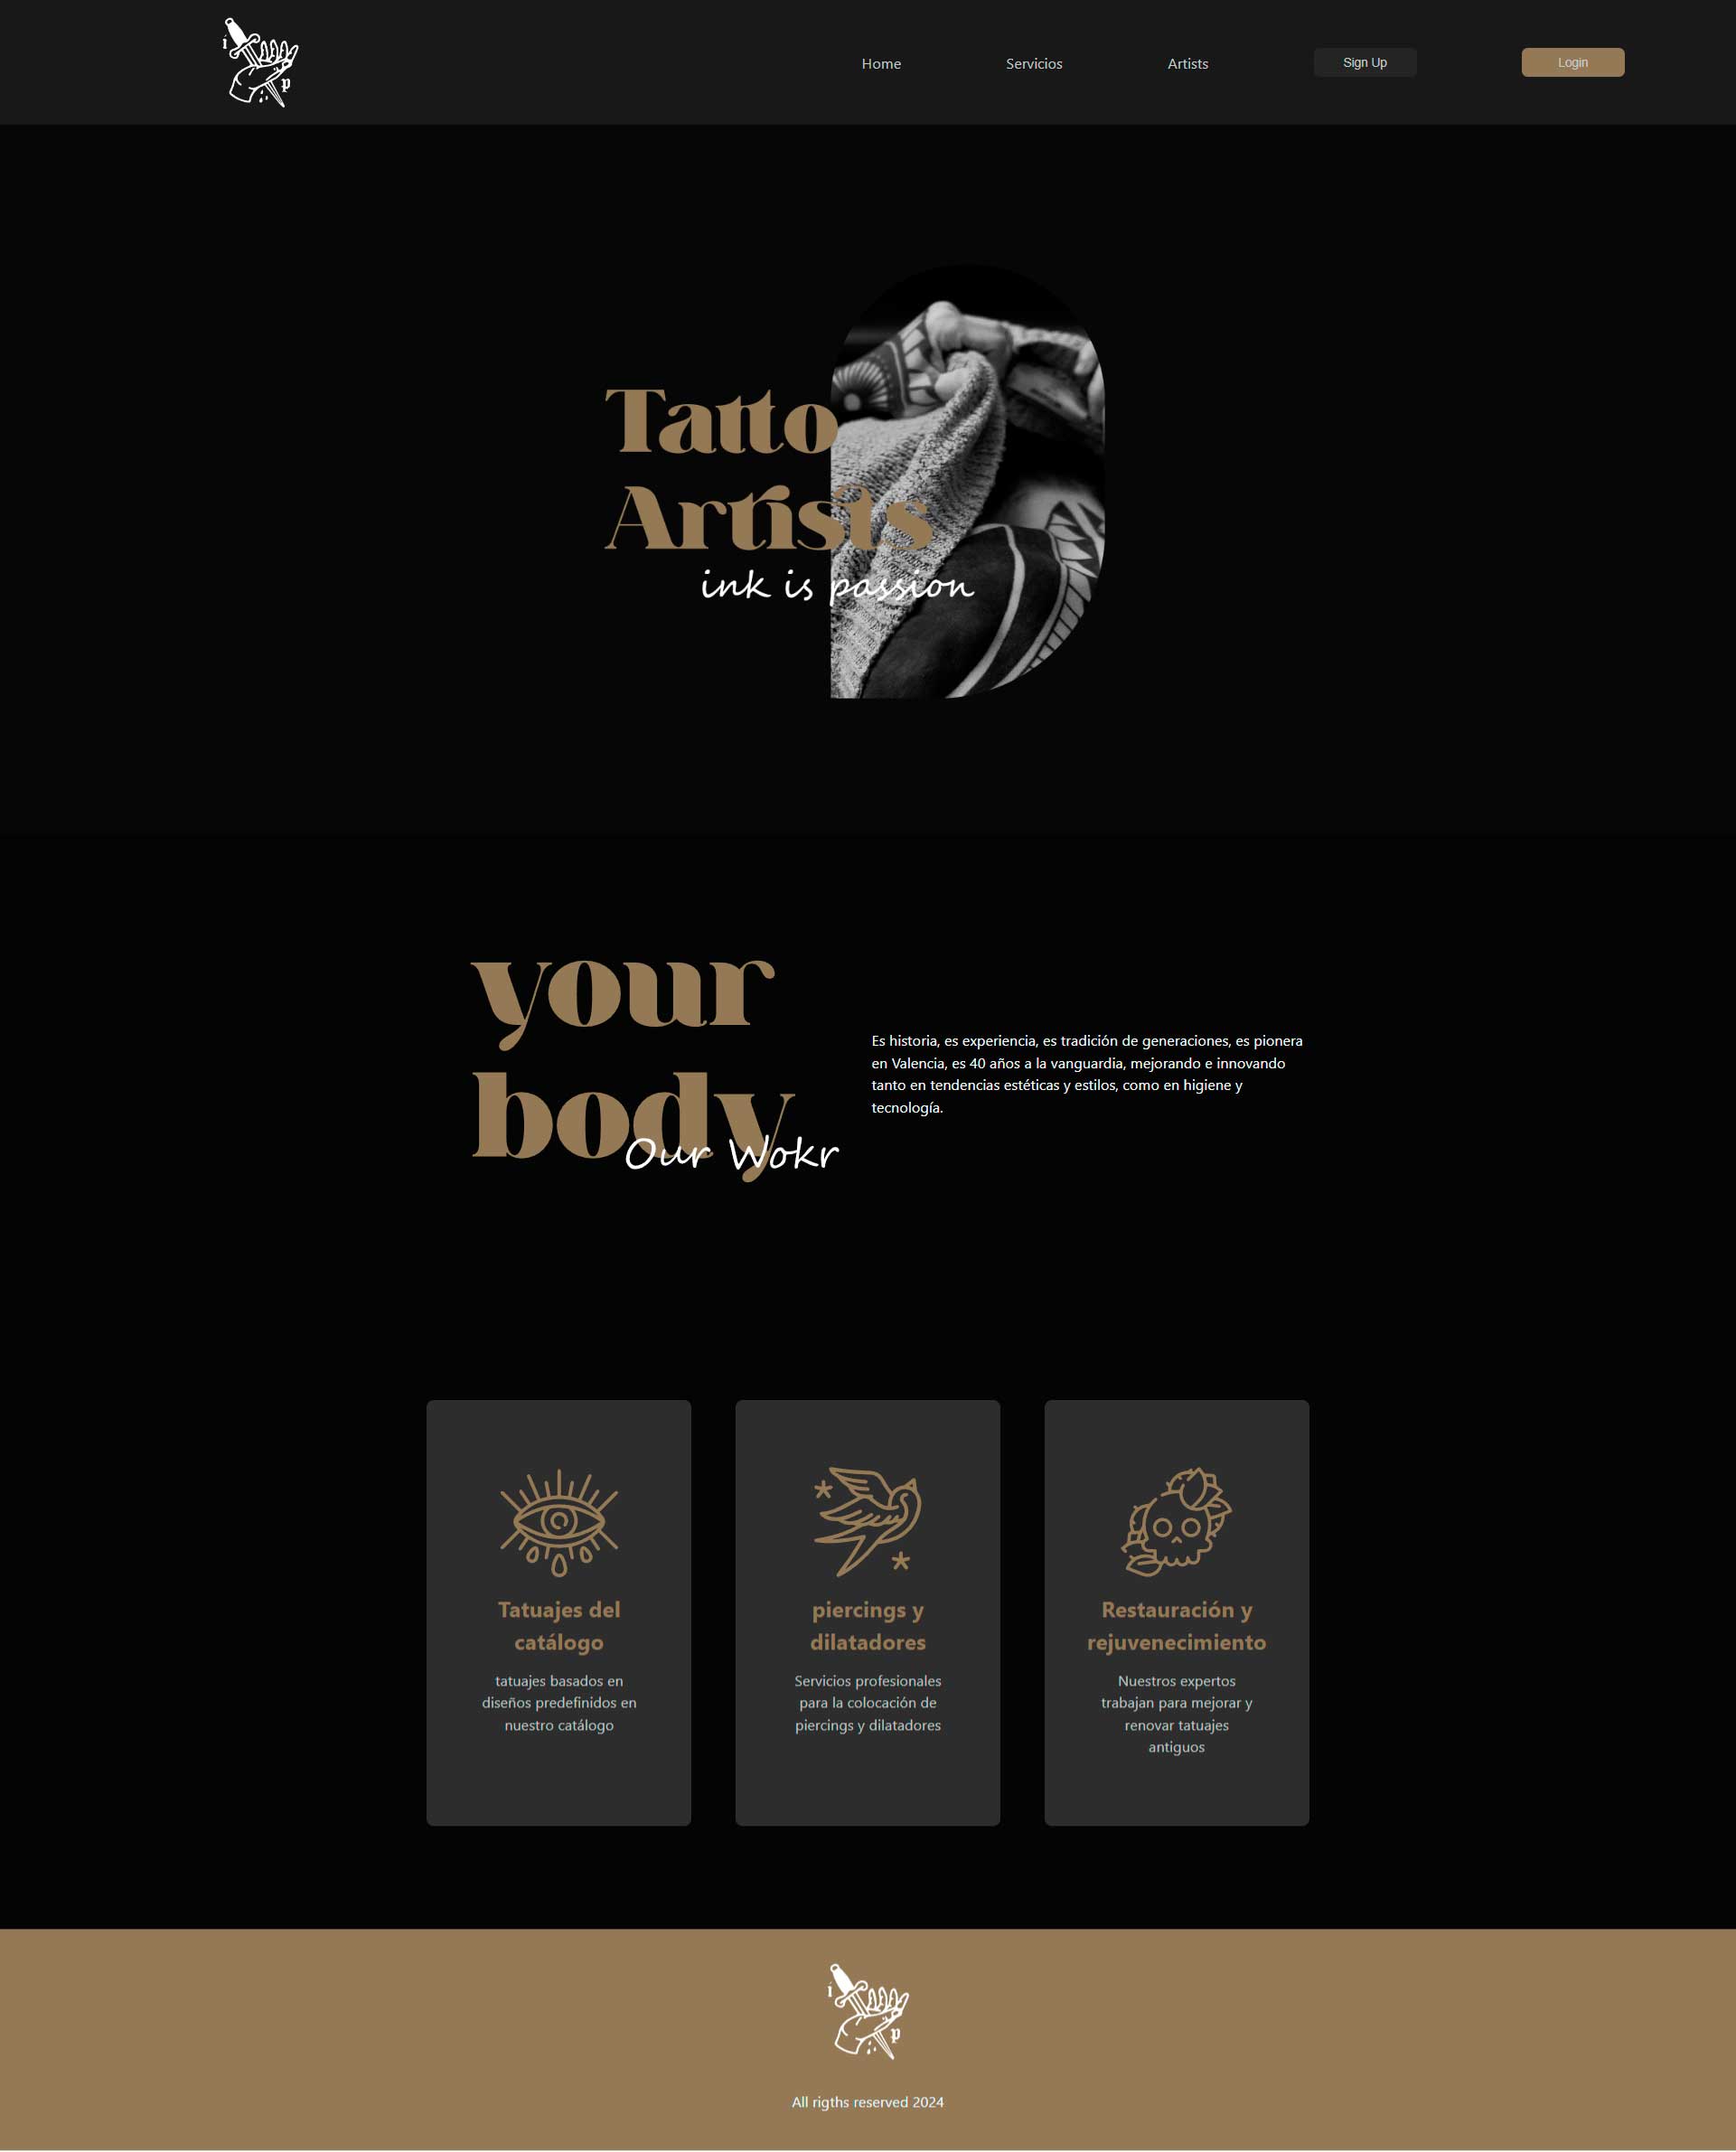 i
p
Home
Servicios
Artists
Sign Up
Login
Tatto
Artists
ink is passion
your
body
Our Wokr
Es historia, es experiencia, es tradición de generaciones, es pionera
en Valencia, es 40 años a la vanguardia, mejorando e innovando
tanto en tendencias estéticas y estilos, como en higiene y
tecnología.
Tatuajes del
catálogo
tatuajes basados en
diseños predefinidos en
nuestro catálogo
piercings y
dilatadores
Servicios profesionales
para la colocación de
piercings y dilatadores
Restauración y
rejuvenecimiento
Nuestros expertos
trabajan para mejorar y
renovar tatuajes
antiguos
i
p
All rigths reserved 2024